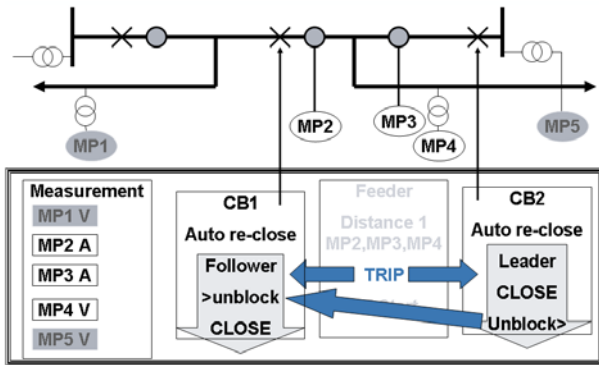 MP1
MP2
MP3
MP4
MP5
Measurement
MP1 V
MP2 A
MP3 A
MP4 V
MP5 V
CB1
Auto re-close
Follower
>unblock
CLOSE
Feeder
Distance 1
MP2,MP3,MP4
TRIP
CB2
Auto re-close
Leader
CLOSE
Unblock>